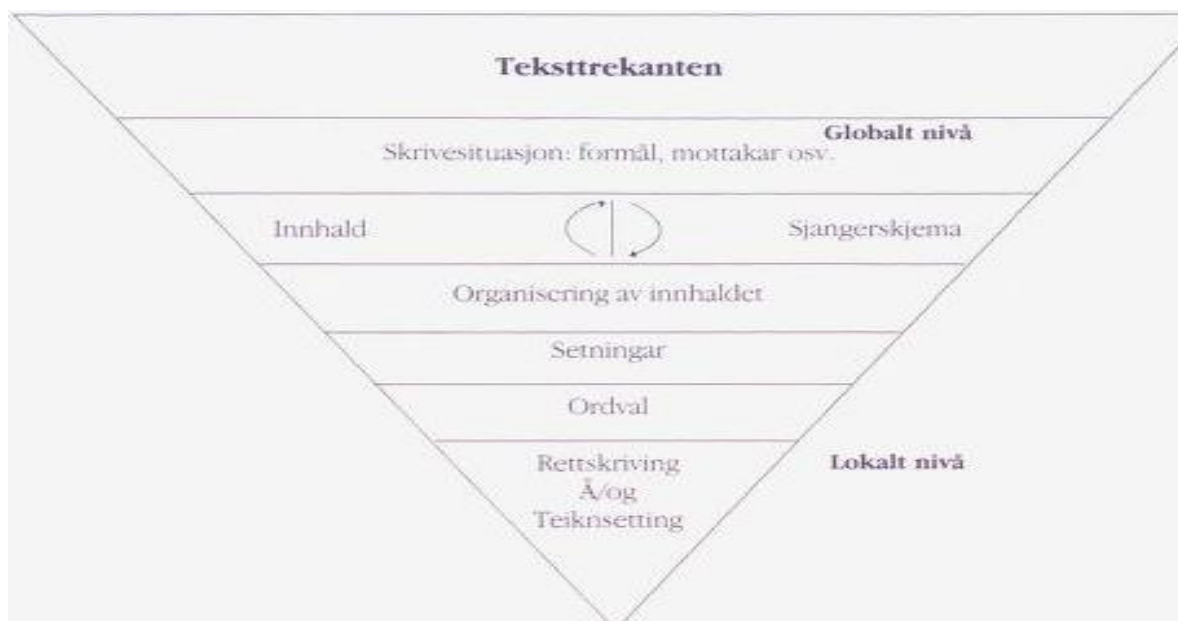 Teksttrekanten
Globalt nivå
Skrivesituasjon: formål, mottakar osv.
Innhald
Sjangerskjema
Organisering av innhaldet
Setningar
Ordval
Rettskriving
Lokalt nivå
Å/og
Teiknsetting